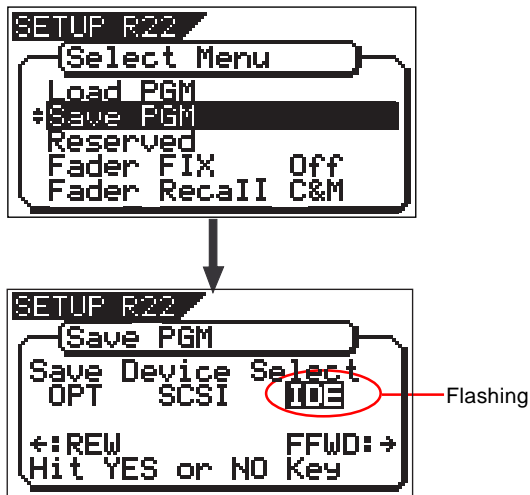 SETUP R22
Select Menu
Load PGM
Save PGM
Reserved
Fader FIX Off
Fader RecaII C&M
SETUP R22
Save PGM
Save Device Select
OPT SCSI IDE
Flashing
←:REW FFWD:→
Hit YES or NO Key